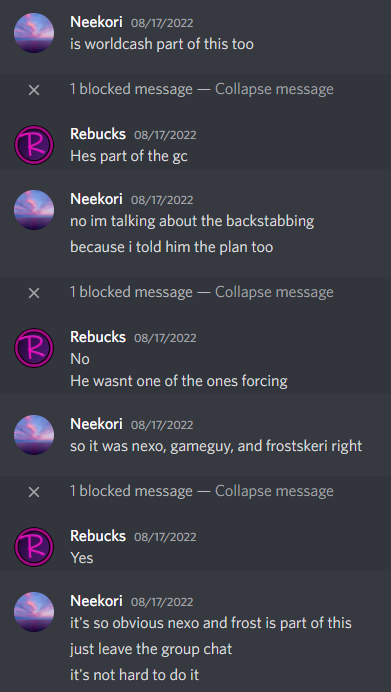 Neekori 08/17/2022
is worldcash part of this too
1 blocked message — Collapse message
Rebucks 08/17/2022
Hes part of the gc
Neekori 08/17/2022
no im talking about the backstabbing
because i told him the plan too
1 blocked message — Collapse message
Rebucks 08/17/2022
No
He wasnt one of the ones forcing
Neekori 08/17/2022
so it was nexo, gameguy, and frostskeri right
1 blocked message — Collapse message
Rebucks 08/17/2022
Yes
Neekori 08/17/2022
it's so obvious nexo and frost is part of this
just leave the group chat
it's not hard to do it